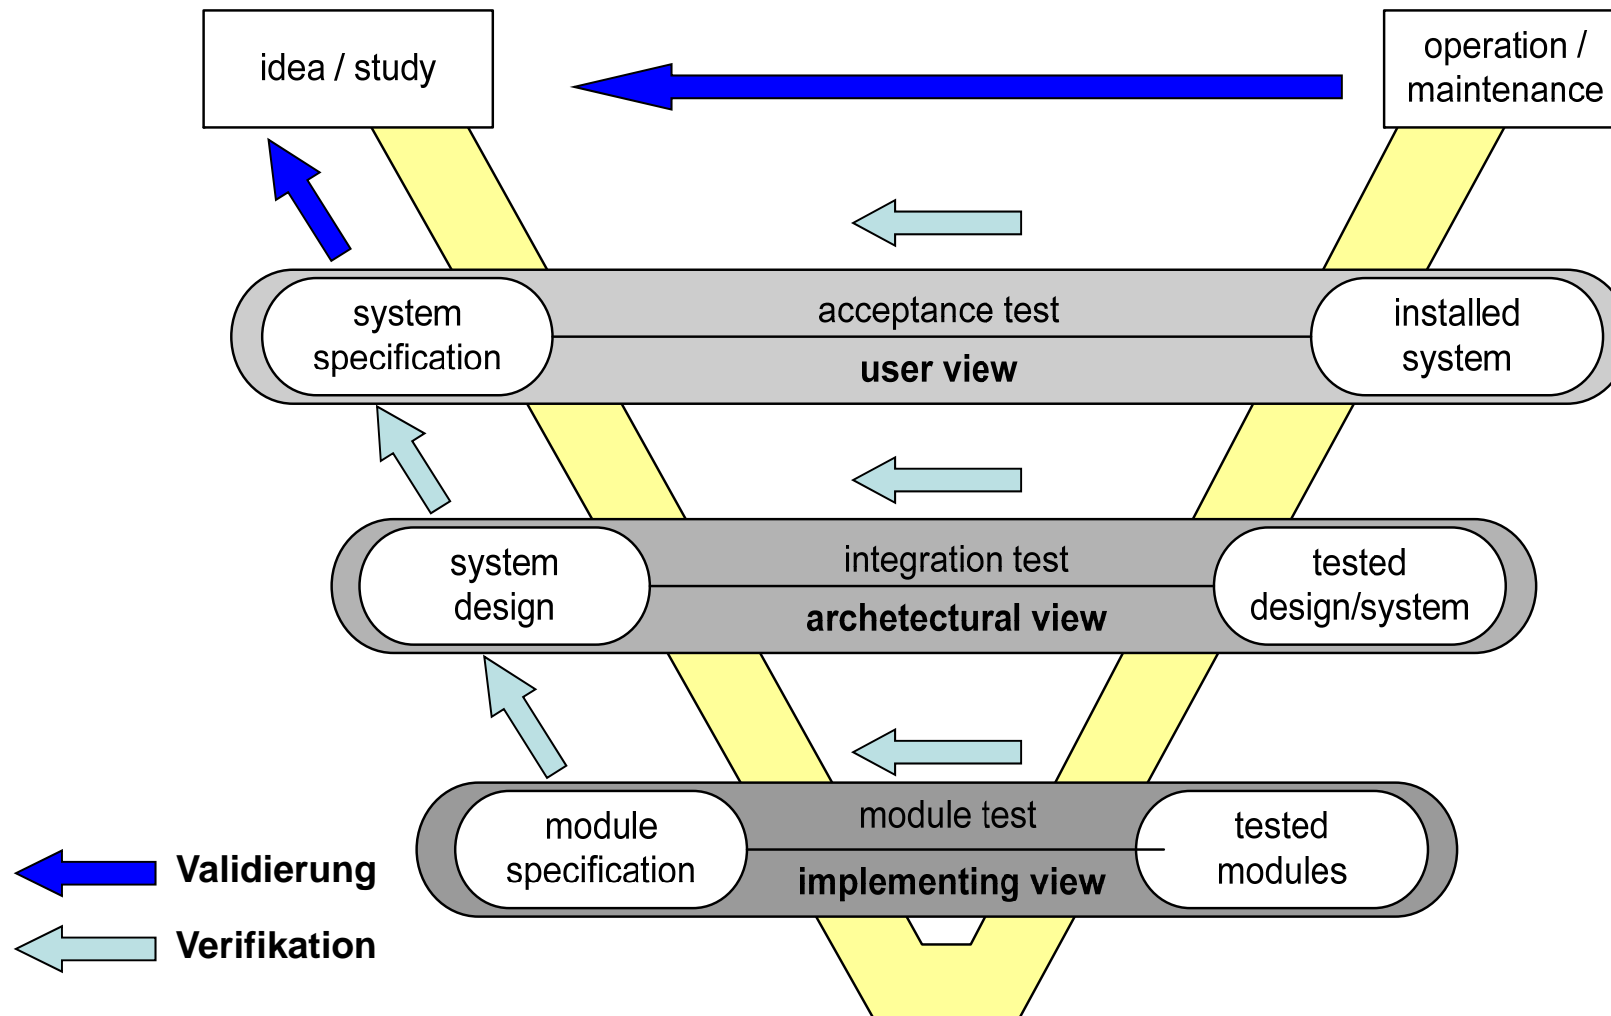 idea / study
operation /
maintenance
system
specification
acceptance test
user view
installed
system
system
design
integration test
archetectural view
tested
design/system
module
specification
module test
implementing view
tested
modules
Validierung
Verifikation